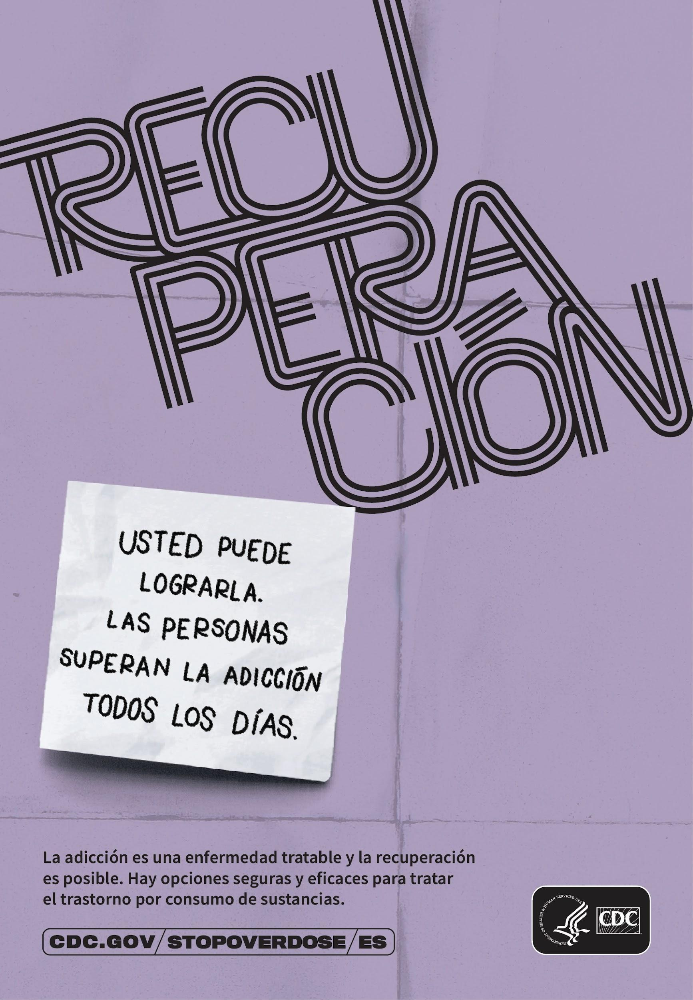 RECU
PERA
CIÓN
USTED PUEDE
LOGRARLA.
LAS PERSONAS
SUPERAN LA ADICCIÓN
TODOS LOS DÍAS.
La adicción es una enfermedad tratable y la recuperación
es posible. Hay opciones seguras y eficaces para tratar
el trastorno por consumo de sustancias.
CDC.GOV/STOPOVERDOSE/ES
DEPARTMENT OF HEALTH & HUMAN SERVICES·USA
CDC